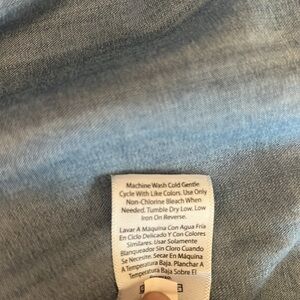 Machine Wash Cold Gentle
Cycle With Like Colors. Use Only
Non-Chlorine Bleach When
Needed. Tumble Dry Low. Low
Iron On Reverse.
Lavar A Máquina Con Agua Fría
En Ciclo Delicado Y Con Colores
Similares. Usar Solamente
Blanqueador Sin Cloro Cuando
Se Necesite. Secar En Máquina
A Temperatura Baja. Planchar A
Temperatura Baja Sobre El